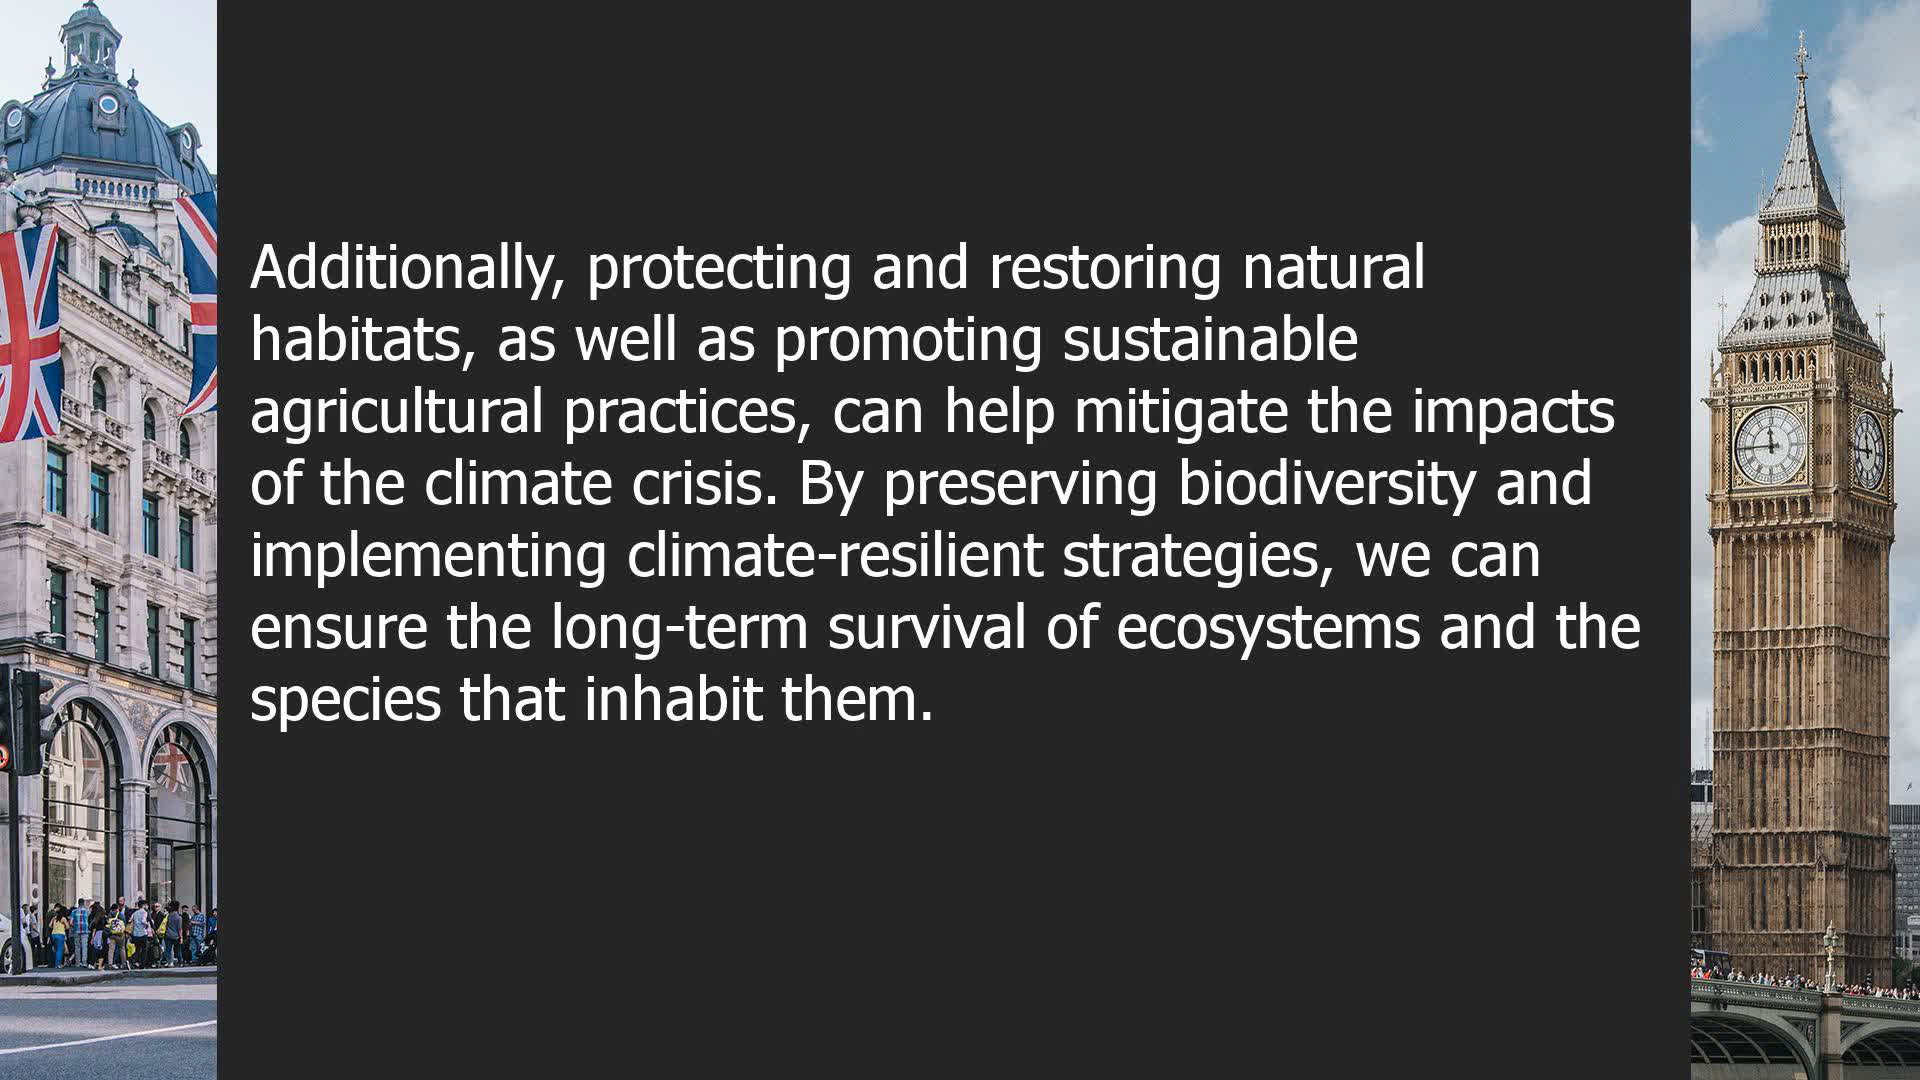 Additionally, protecting and restoring natural
habitats, as well as promoting sustainable
agricultural practices, can help mitigate the impacts
of the climate crisis. By preserving biodiversity and
implementing climate-resilient strategies, we can
ensure the long-term survival of ecosystems and the
species that inhabit them.